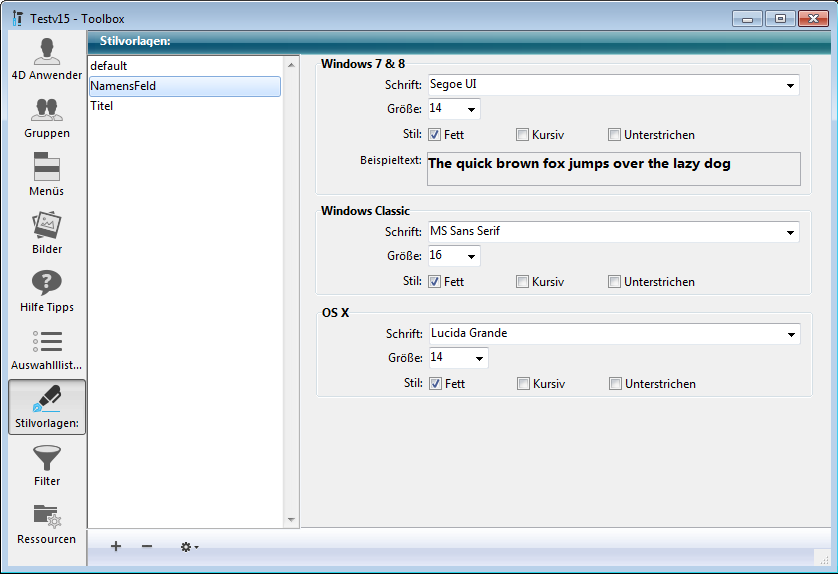 Testv15 - Toolbox
4D Anwender
Gruppen
Menüs
Bilder
Hilfe Tipps
Auswahllist...
Stilvorlagen:
Filter
Ressourcen
Stilvorlagen:
default
NamensFeld
Titel
Windows 7 & 8
Schrift: Segoe UI
Größe: 14
Stil: Fett Kursiv Unterstrichen
Beispieltext: The quick brown fox jumps over the lazy dog
Windows Classic
Schrift: MS Sans Serif
Größe: 16
Stil: Fett Kursiv Unterstrichen
OS X
Schrift: Lucida Grande
Größe: 14
Stil: Fett Kursiv Unterstrichen